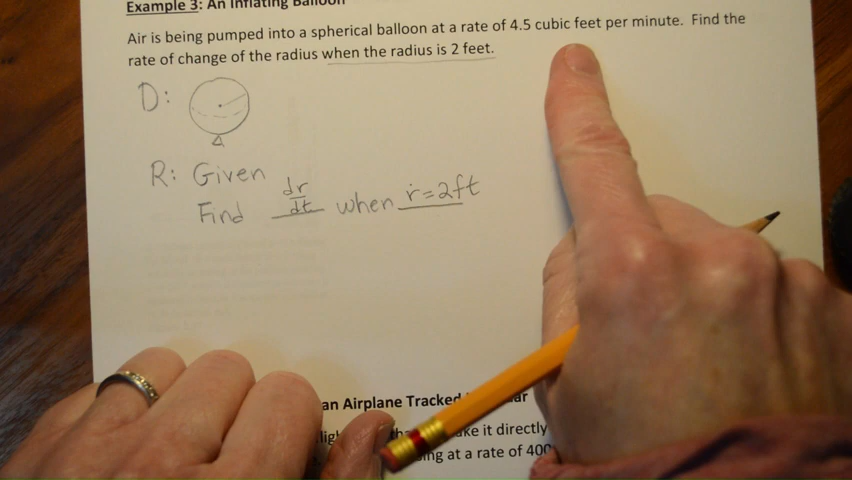 Example 3: An Inflating Balloon
Air is being pumped into a spherical balloon at a rate of 4.5 cubic feet per minute. Find the
rate of change of the radius when the radius is 2 feet.
D:
R: Given
Find dr/dt when r=2ft
an Airplane Tracked
ke it directly
ng at a rate of 400